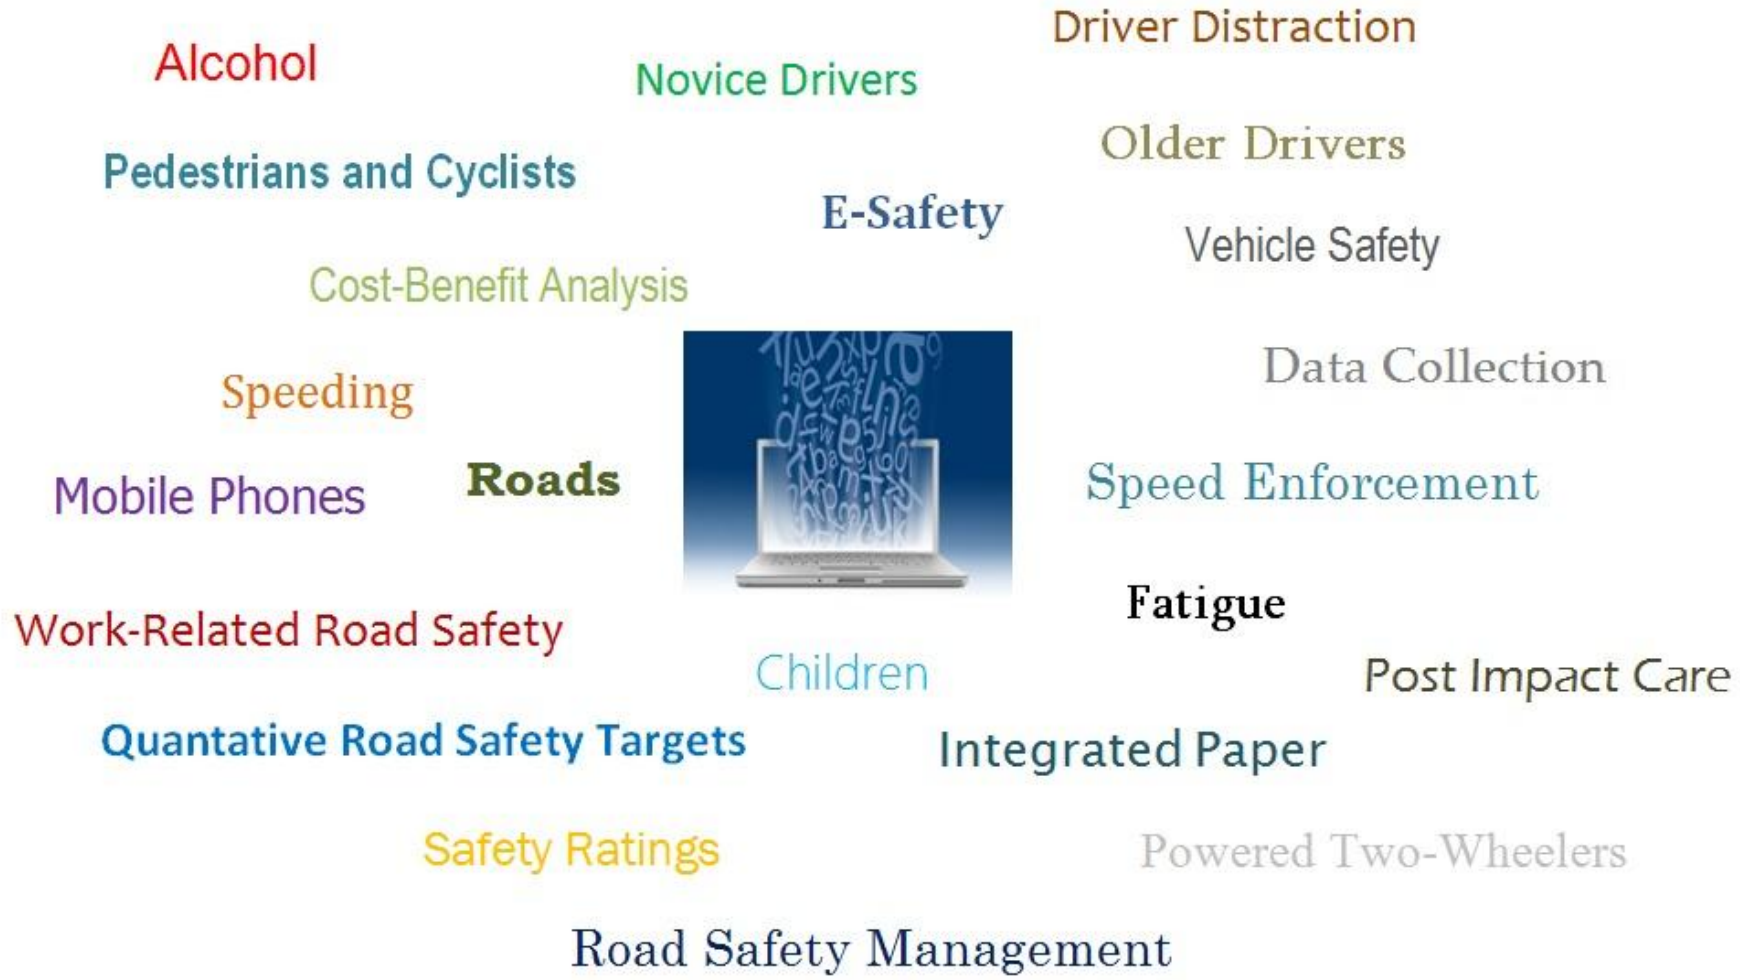 Driver Distraction
Alcohol
Novice Drivers
Older Drivers
Pedestrians and Cyclists
E-Safety
Vehicle Safety
Cost-Benefit Analysis
Data Collection
Speeding
Roads
Speed Enforcement
Mobile Phones
Fatigue
Work-Related Road Safety
Children
Post Impact Care
Quantative Road Safety Targets
Integrated Paper
Safety Ratings
Powered Two-Wheelers
Road Safety Management